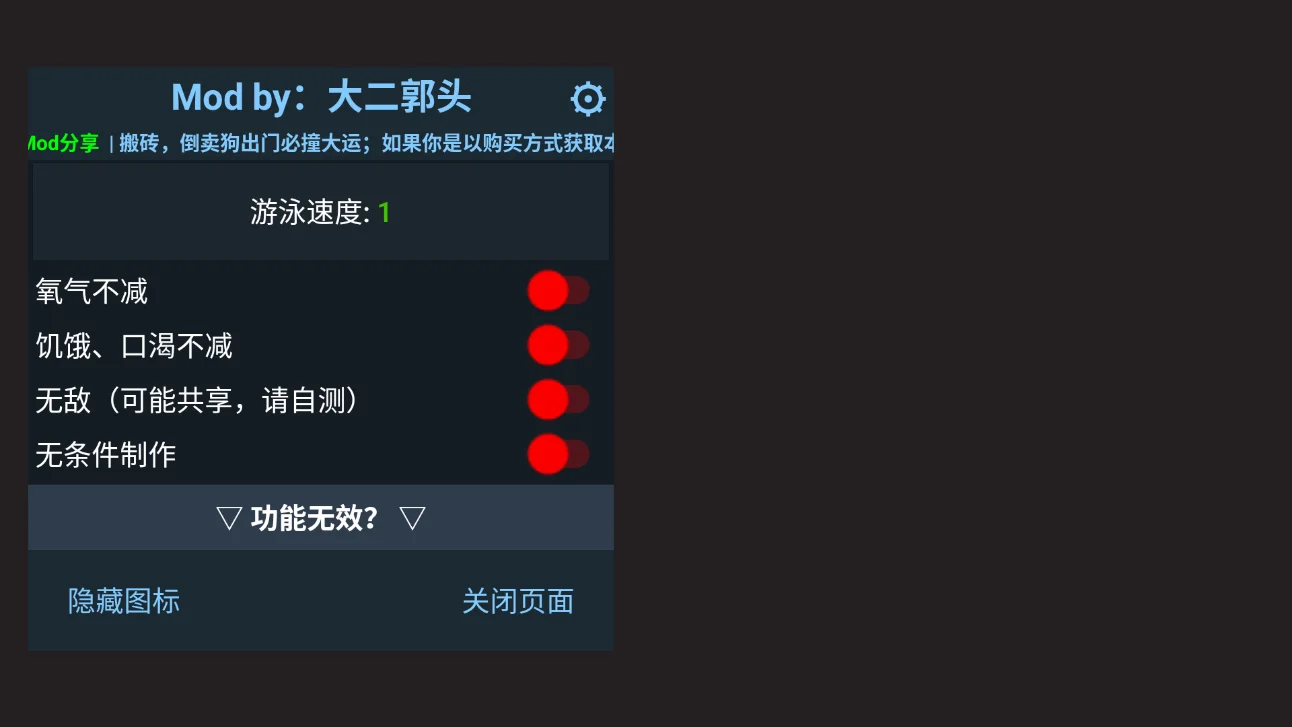 Mod by：大二郭头
Mod分享 | 搬砖，倒卖狗出门必撞大运；如果你是以购买方式获取本
游泳速度: 1
氧气不减
饥饿、口渴不减
无敌（可能共享，请自测）
无条件制作
▽ 功能无效？ ▽
隐藏图标
关闭页面